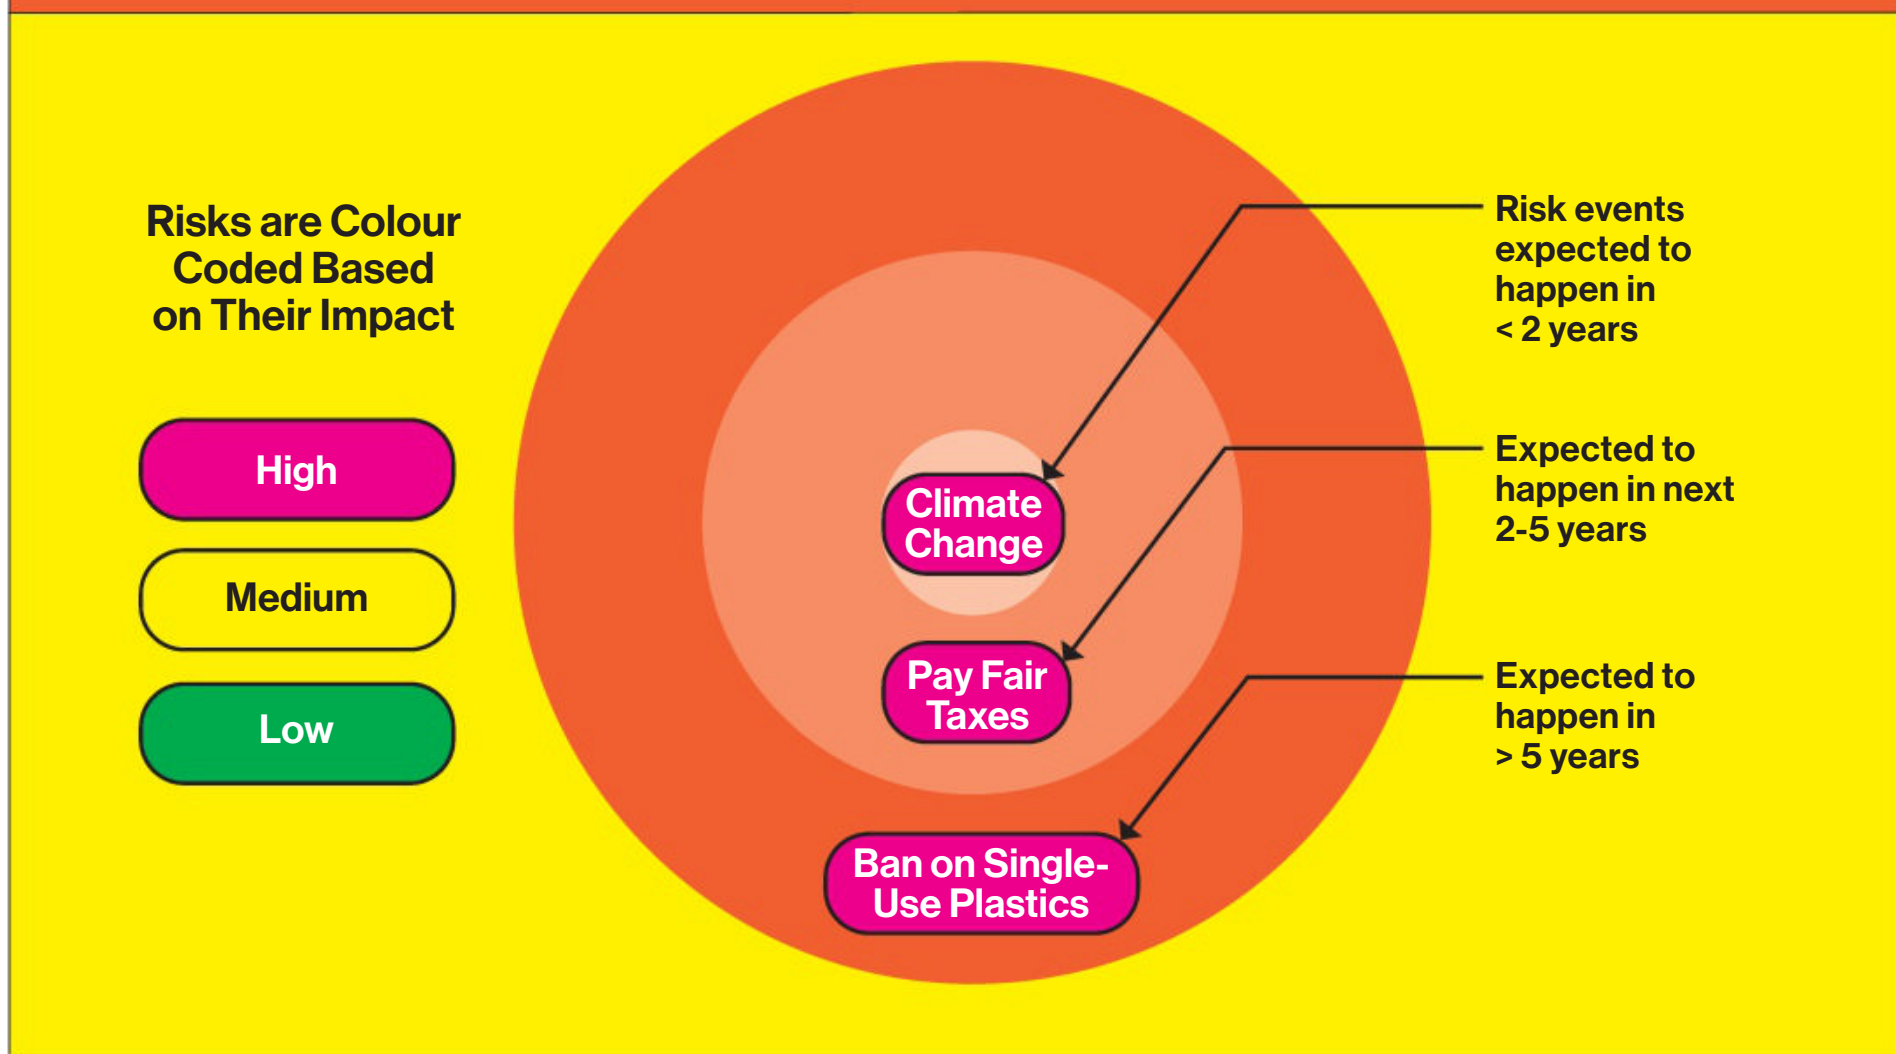 Risks are Colour
Coded Based
on Their Impact
High
Medium
Low
Climate
Change
Pay Fair
Taxes
Ban on Single-
Use Plastics
Risk events
expected to
happen in
< 2 years
Expected to
happen in next
2-5 years
Expected to
happen in
> 5 years